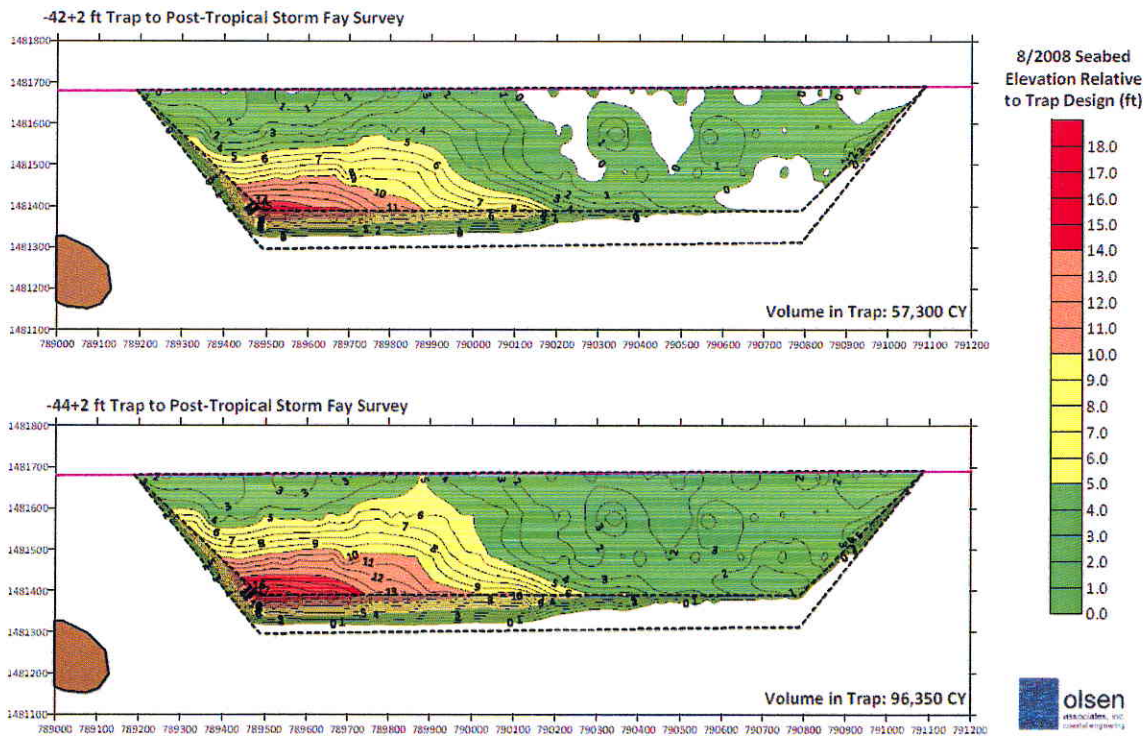 -42+2 ft Trap to Post-Tropical Storm Fay Survey
1481800
1481700
1481600
1481500
1481400
1481300
1481200
1481100
789000 789100 789200 789300 789400 789500 789600 789700 789800 789900 790000 790100 790200 790300 790400 790500 790600 790700 790800 790900 791000 791100 791200
Volume in Trap: 57,300 CY
-44+2 ft Trap to Post-Tropical Storm Fay Survey
1481800
1481700
1481600
1481500
1481400
1481300
1481200
1481100
789000 789100 789200 789300 789400 789500 789600 789700 789800 789900 790000 790100 790200 790300 790400 790500 790600 790700 790800 790900 791000 791100 791200
Volume in Trap: 96,350 CY
8/2008 Seabed
Elevation Relative
to Trap Design (ft)
18.0
16.0
15.0
14.0
13.0
12.0
11.0
10.0
9.0
8.0
7.0
6.0
5.0
4.0
3.0
2.0
1.0
0.0
olsen
associates, inc.
coastal engineering